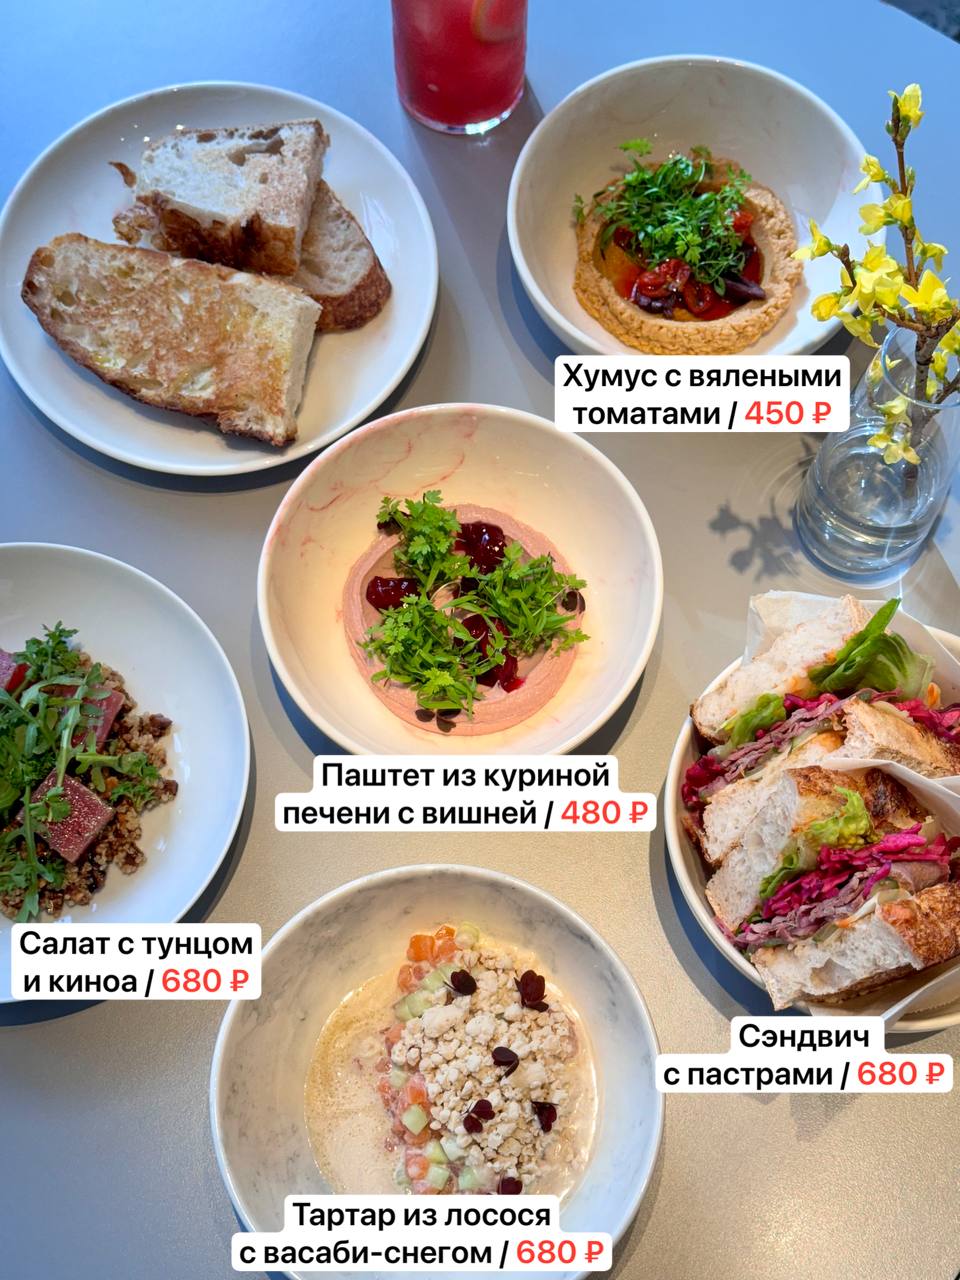 Хумус с вялеными
томатами / 450 ₽
Паштет из куриной
печени с вишней / 480 ₽
Салат с тунцом
и киноа / 680 ₽
Сэндвич
с пастрами / 680 ₽
Тартар из лосося
с васаби-снегом / 680 ₽